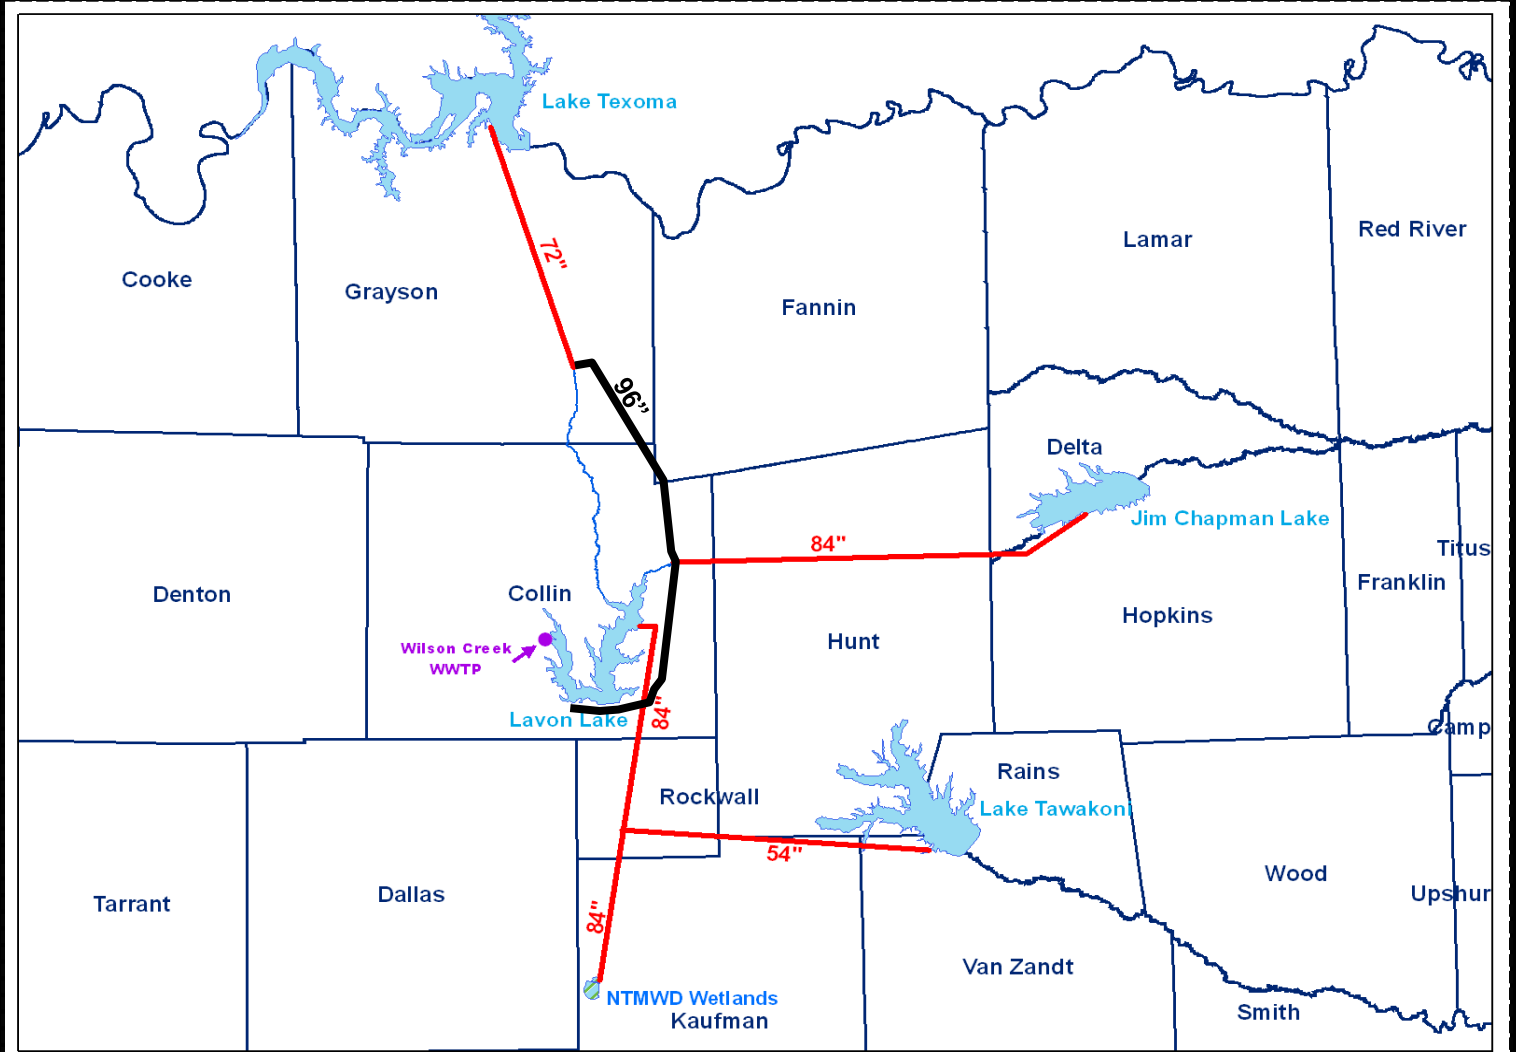 Lake Texoma
Red River
Lamar
72"
Cooke
Grayson
Fannin
96”
Delta
Jim Chapman Lake
84"
Titus
Franklin
Denton
Collin
Hopkins
Hunt
Wilson Creek
WWTP
Lavon Lake
84"
Camp
Rains
Rockwall
Lake Tawakoni
54"
Wood
Tarrant
Dallas
Upshur
84"
Van Zandt
NTMWD Wetlands
Kaufman
Smith